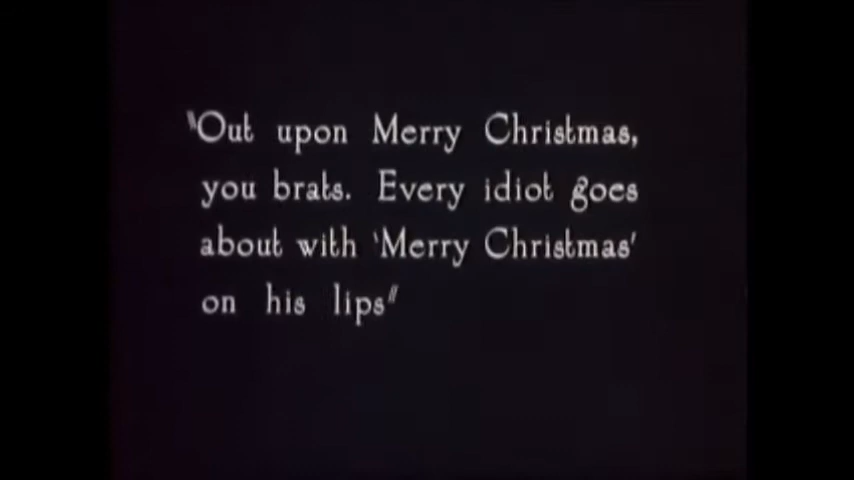 "Out upon Merry Christmas,
you brats. Every idiot goes
about with 'Merry Christmas'
on his lips"